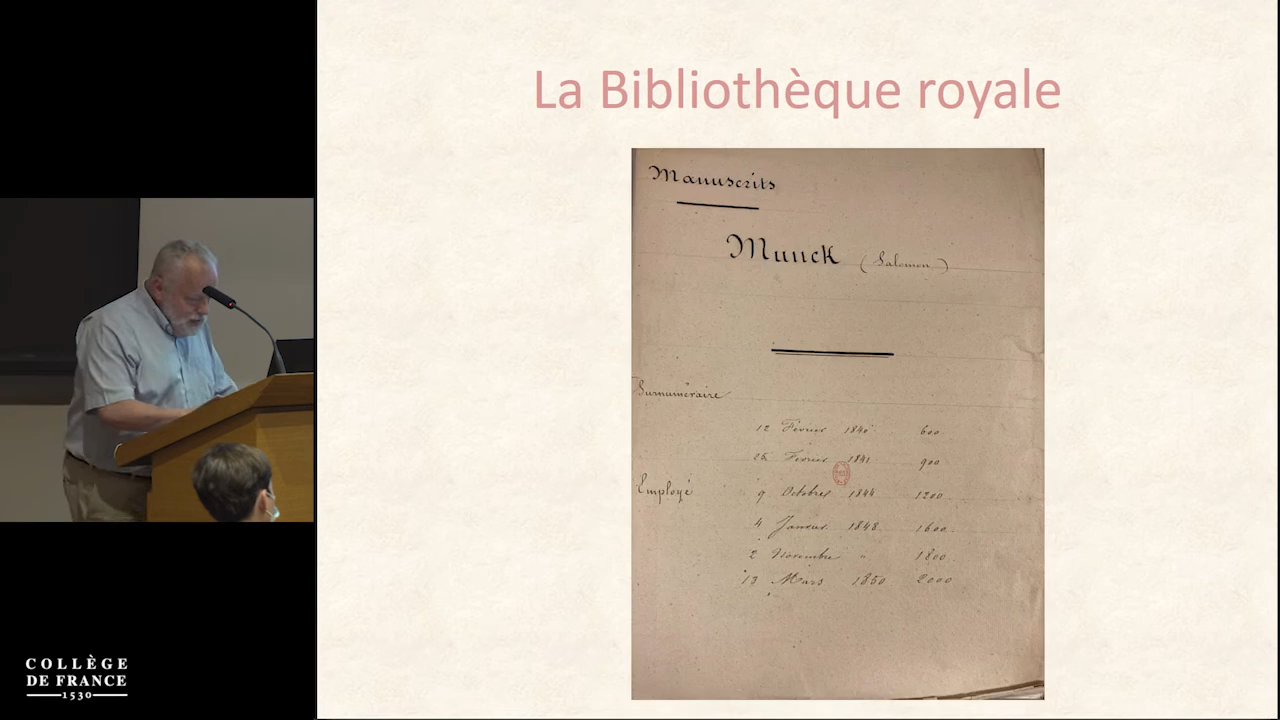 La Bibliothèque royale
Manuscrits
Munck (Salomon)
Surnuméraire
12 Février 1840 600
25 Février 1841 900
Employé 9 Octobre 1844 1200
4 Janvier 1848 1600
2 Novembre " 1800
13 Mars 1850 2000
COLLÈGE
DE FRANCE
1530